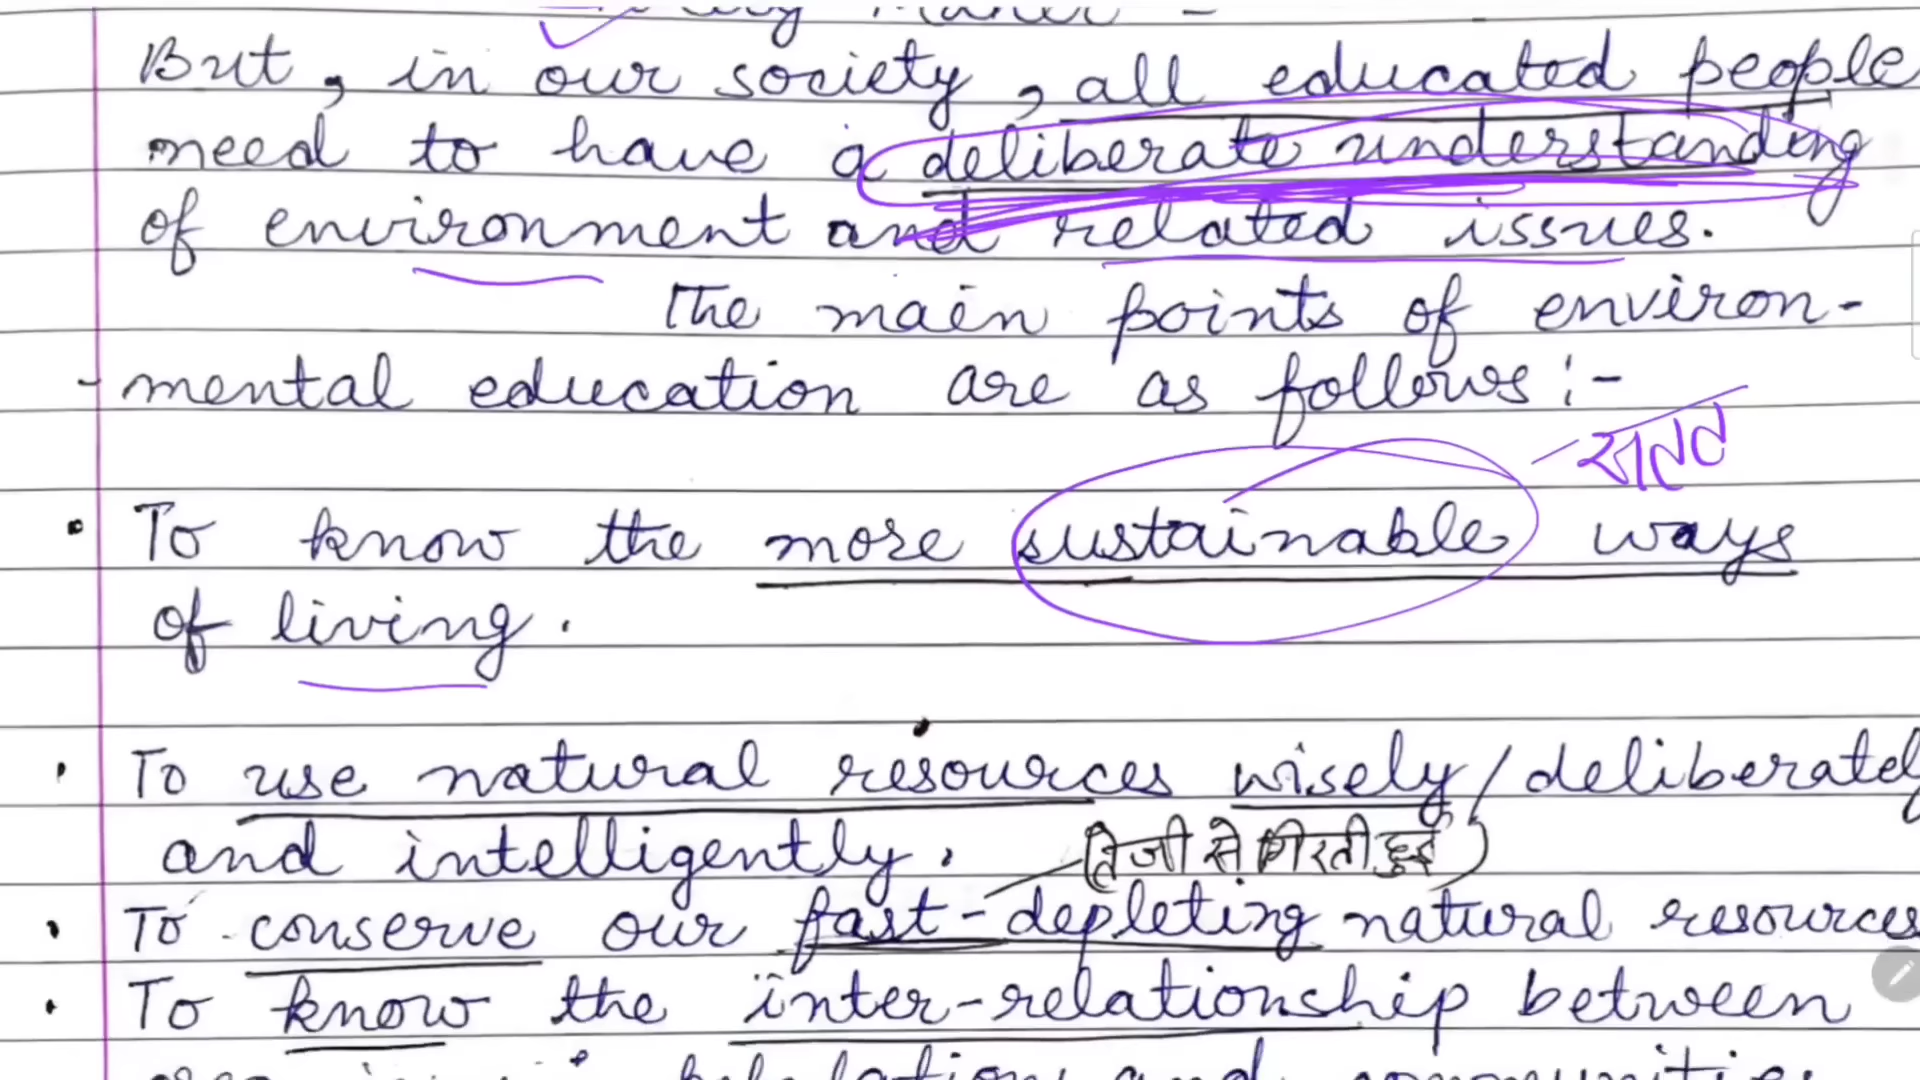 But, in our society, all educated people
need to have a deliberate understanding
of environment and related issues.
The main points of environ-
-mental education are as follows :-
सतत
• To know the more sustainable ways
of living.
• To use natural resources wisely/deliberately
and intelligently.
(तेजी से गिरती हुई)
• To conserve our fast-depleting natural resources
• To know the inter-relationship between
and communities